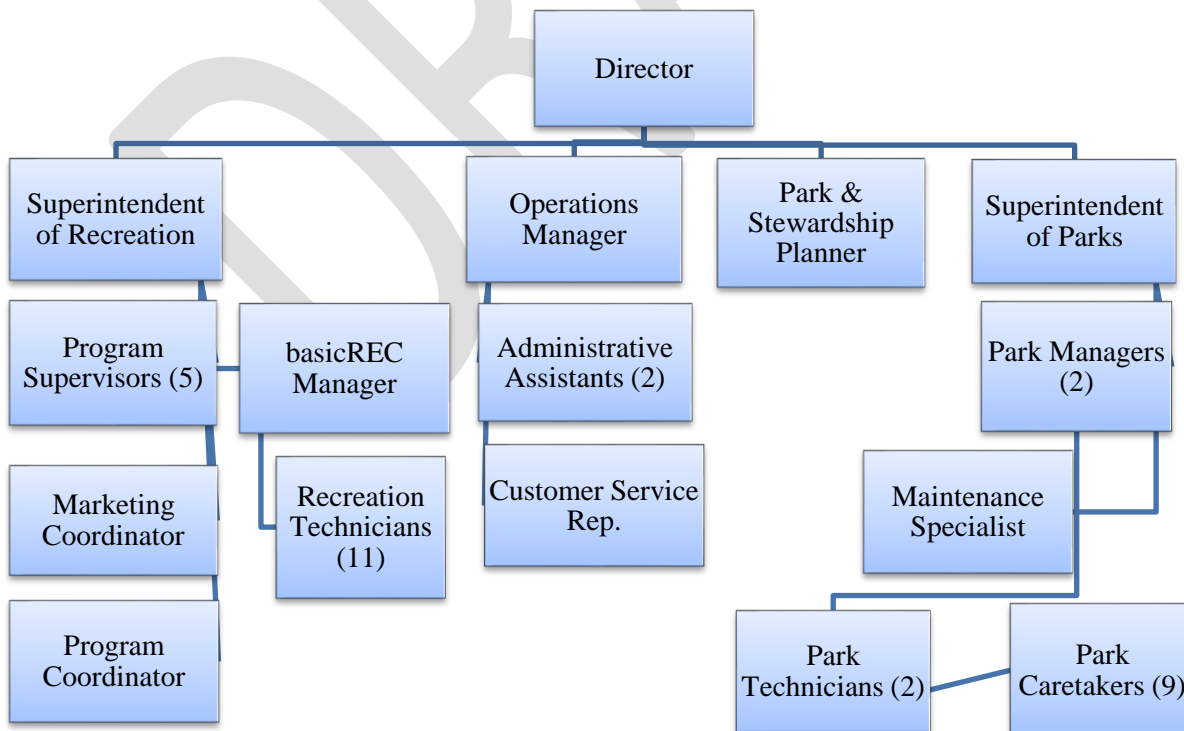 Director
Superintendent
of Recreation
Operations
Manager
Park &
Stewardship
Planner
Superintendent
of Parks
Program
Supervisors (5)
basicREC
Manager
Administrative
Assistants (2)
Park Managers
(2)
Marketing
Coordinator
Recreation
Technicians
(11)
Customer Service
Rep.
Maintenance
Specialist
Program
Coordinator
Park
Technicians (2)
Park
Caretakers (9)